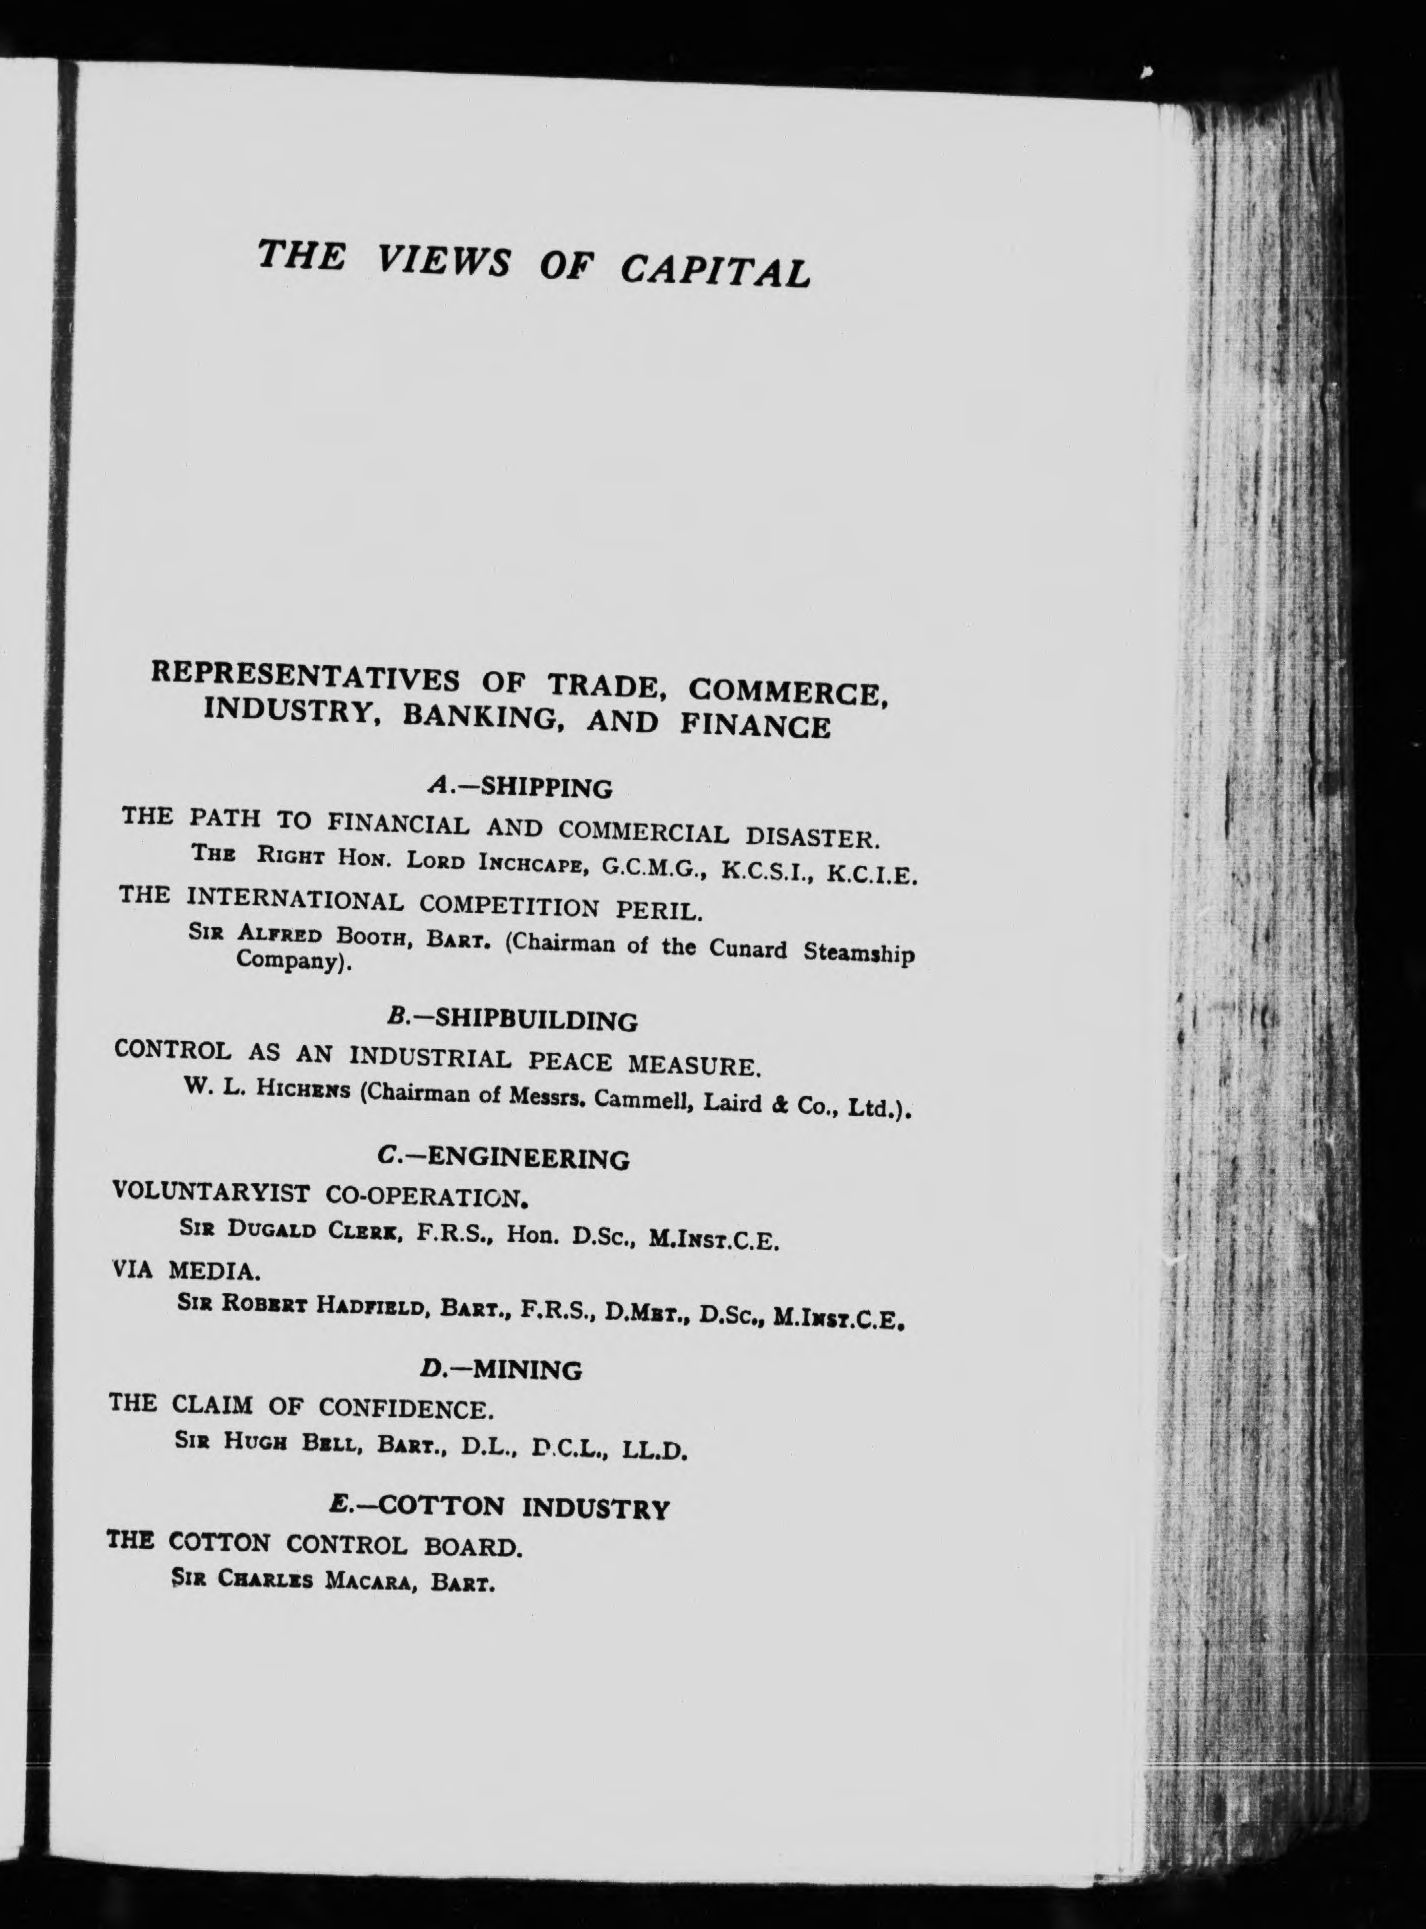 THE VIEWS OF CAPITAL
REPRESENTATIVES OF TRADE, COMMERCE,
INDUSTRY, BANKING, AND FINANCE
A.—SHIPPING
THE PATH TO FINANCIAL AND COMMERCIAL DISASTER.
THE RIGHT HON. LORD INCHCAPE, G.C.M.G., K.C.S.I., K.C.I.E.
THE INTERNATIONAL COMPETITION PERIL.
SIR ALFRED BOOTH, BART. (Chairman of the Cunard Steamship
Company).
B.—SHIPBUILDING
CONTROL AS AN INDUSTRIAL PEACE MEASURE.
W. L. HICHENS (Chairman of Messrs. Cammell, Laird & Co., Ltd.).
C.—ENGINEERING
VOLUNTARYIST CO-OPERATION.
SIR DUGALD CLERK, F.R.S., Hon. D.Sc., M.INST.C.E.
VIA MEDIA.
SIR ROBERT HADFIELD, BART., F.R.S., D.MET., D.Sc., M.INST.C.E.
D.—MINING
THE CLAIM OF CONFIDENCE.
SIR HUGH BELL, BART., D.L., D.C.L., LL.D.
E.—COTTON INDUSTRY
THE COTTON CONTROL BOARD.
SIR CHARLES MACARA, BART.